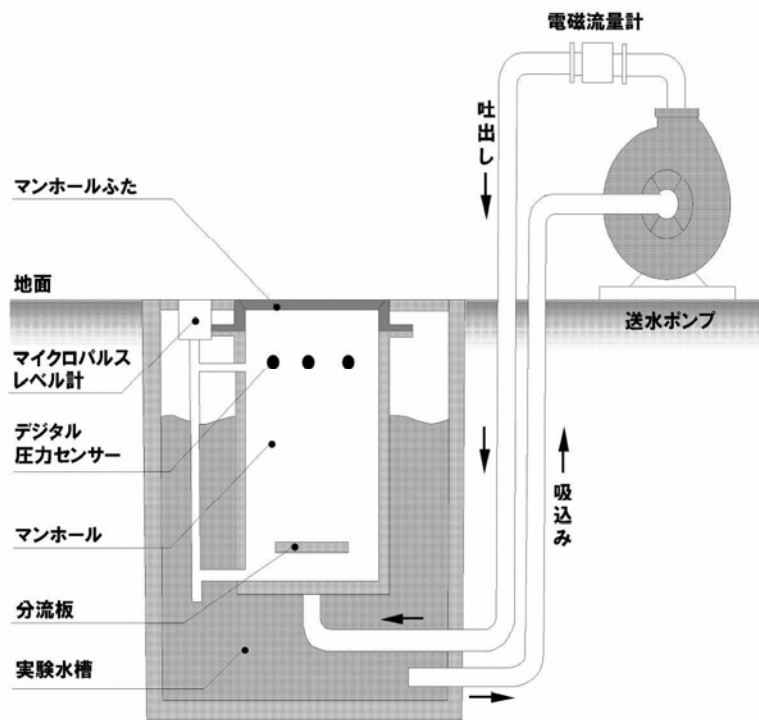 電磁流量計
吐出し
マンホールふた
地面
送水ポンプ
マイクロパルス
レベル計
デジタル
圧力センサー
吸込み
マンホール
分流板
実験水槽